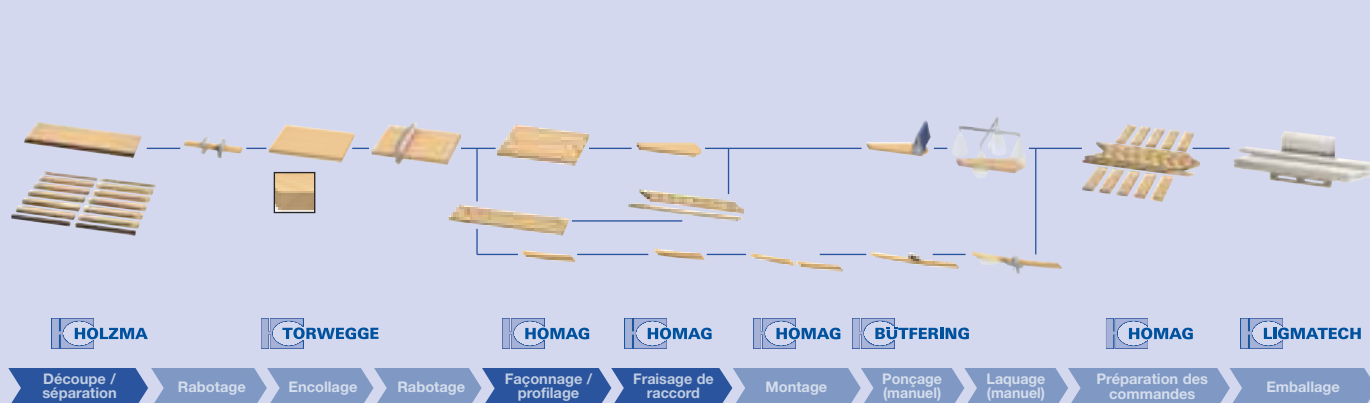 HOLZMA
TORWEGGE
HOMAG
HOMAG
HOMAG
BÜTFERING
HOMAG
LIGMATECH
Découpe /
séparation
Rabotage
Encollage
Rabotage
Façonnage /
profilage
Fraisage de
raccord
Montage
Ponçage
(manuel)
Laquage
(manuel)
Préparation des
commandes
Emballage